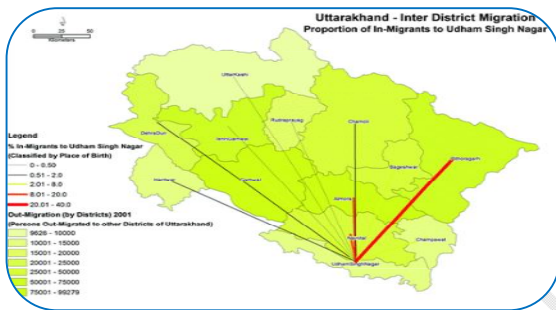 Uttarakhand - Inter District Migration
Proportion of In-Migrants to Udham Singh Nagar
0 25 50
Kilometers
UttarKashi
Rudraprayag
Chamoli
DehraDun
Pithoragarh
Bageshwar
Hardwar
Almora
Nainital
Champawat
UdhamSinghNagar
Legend
% In-Migrants to Udham Singh Nagar
(Classified by Place of Birth)
0 - 0.50
0.51 - 2.0
2.01 - 8.0
8.01 - 20.0
20.01 - 40.0
Out-Migration (by Districts) 2001
(Persons Out-Migrated to other Districts of Uttarakhand)
9626 - 10000
10001 - 15000
15001 - 20000
20001 - 25000
25001 - 50000
50001 - 75000
75001 - 99279